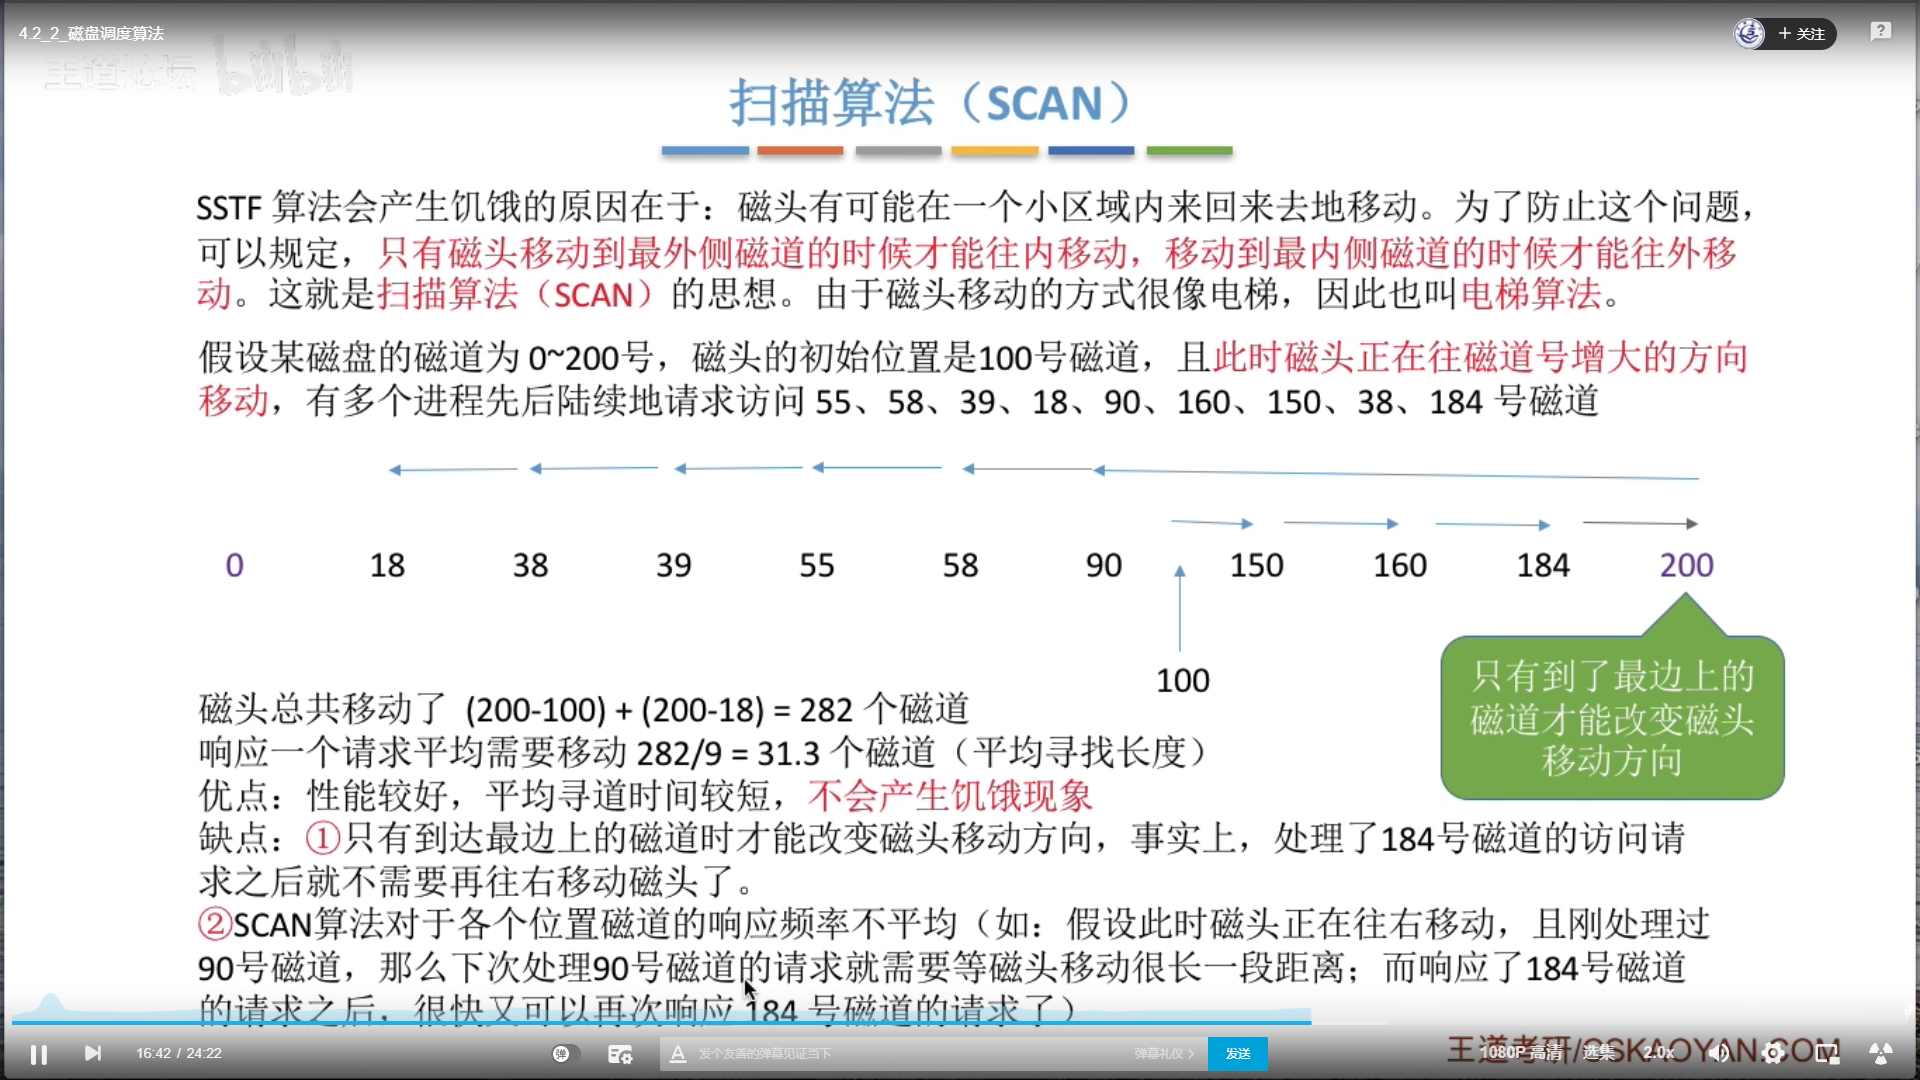 4.2_2_磁盘调度算法
+ 关注
王道论坛 bilibili
扫描算法（SCAN）
SSTF 算法会产生饥饿的原因在于：磁头有可能在一个小区域内来回来去地移动。为了防止这个问题，
可以规定，只有磁头移动到最外侧磁道的时候才能往内移动，移动到最内侧磁道的时候才能往外移
动。这就是扫描算法（SCAN）的思想。由于磁头移动的方式很像电梯，因此也叫电梯算法。
假设某磁盘的磁道为 0~200号，磁头的初始位置是100号磁道，且此时磁头正在往磁道号增大的方向
移动，有多个进程先后陆续地请求访问 55、58、39、18、90、160、150、38、184 号磁道
0 18 38 39 55 58 90 150 160 184 200
100
只有到了最边上的
磁道才能改变磁头
移动方向
磁头总共移动了 (200-100) + (200-18) = 282 个磁道
响应一个请求平均需要移动 282/9 = 31.3 个磁道（平均寻找长度）
优点：性能较好，平均寻道时间较短，不会产生饥饿现象
缺点：①只有到达最边上的磁道时才能改变磁头移动方向，事实上，处理了184号磁道的访问请
求之后就不需要再往右移动磁头了。
②SCAN算法对于各个位置磁道的响应频率不平均（如：假设此时磁头正在往右移动，且刚处理过
90号磁道，那么下次处理90号磁道的请求就需要等磁头移动很长一段距离；而响应了184号磁道
的请求之后，很快又可以再次响应 184 号磁道的请求了）
王道考研/CSKAOYAN.COM
16:42 / 24:22
弹
发个友善的弹幕见证当下
弹幕礼仪 >
发送
1080P 高清
选集
2.0x